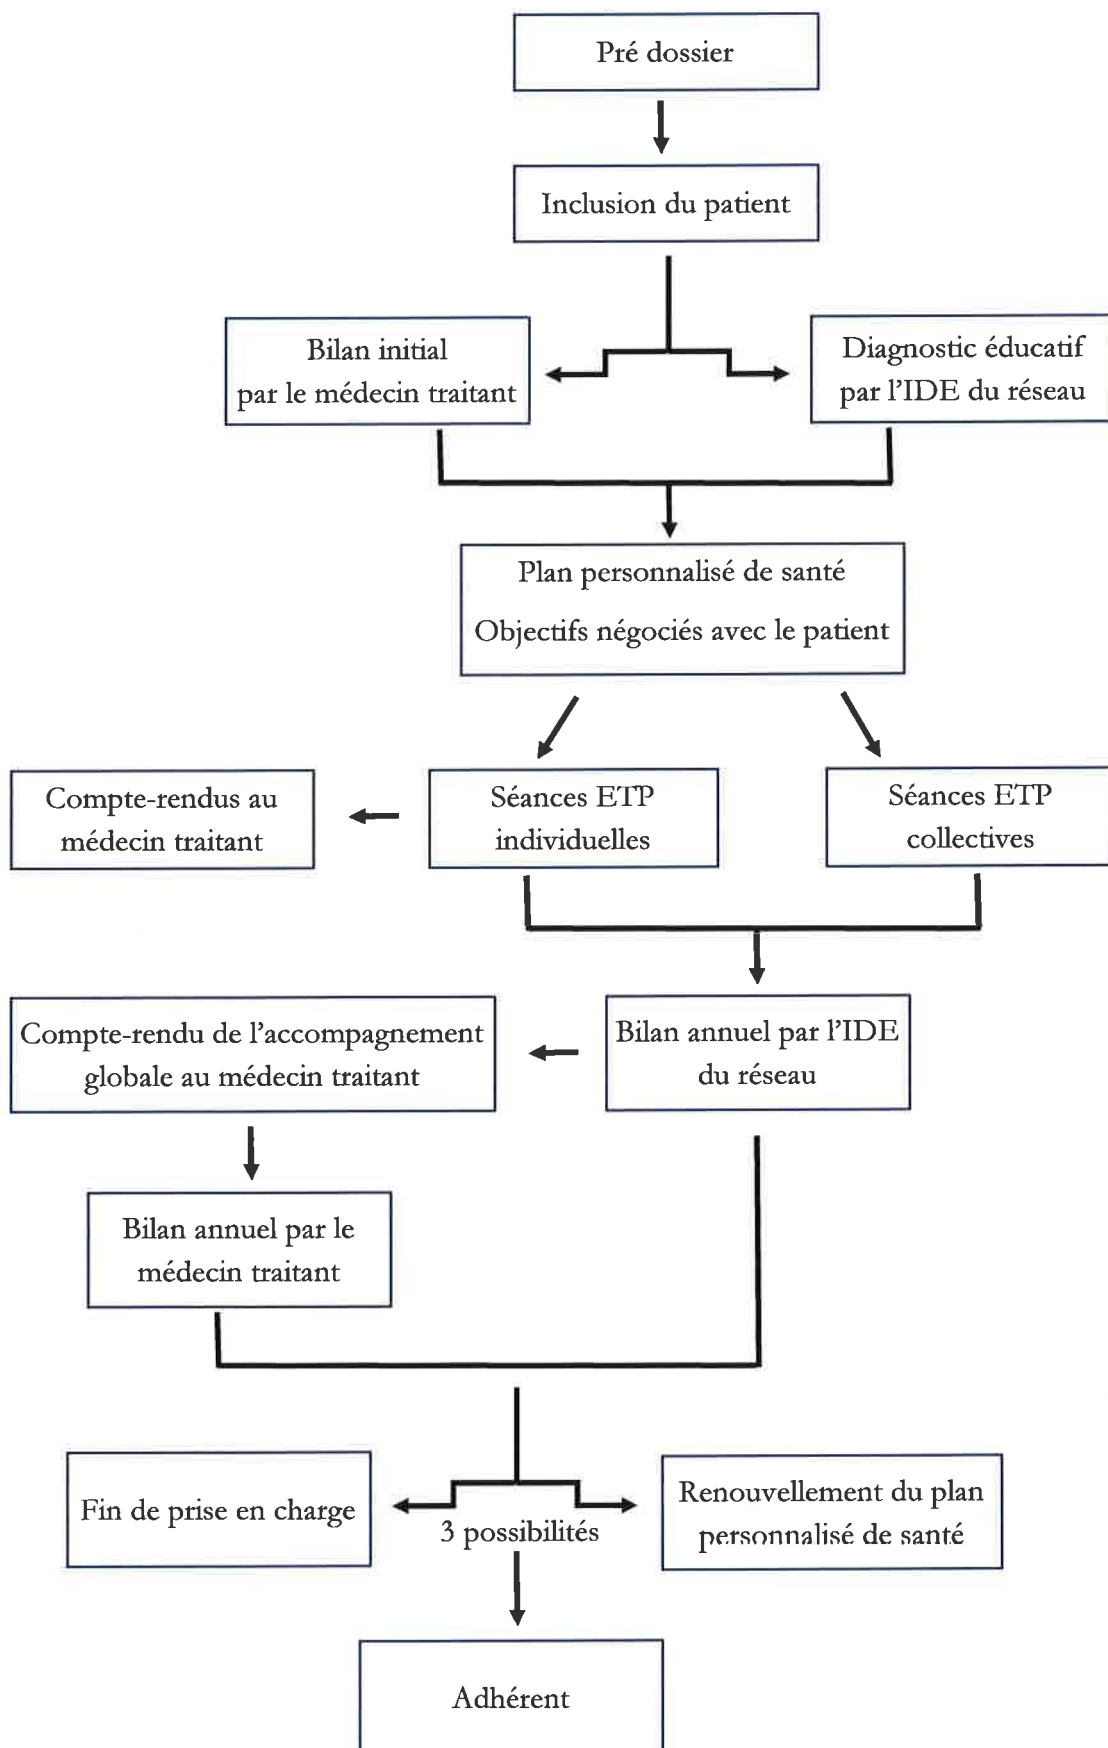 Pré dossier
Inclusion du patient
Bilan initial
par le médecin traitant
Diagnostic éducatif
par l'IDE du réseau
Plan personnalisé de santé
Objectifs négociés avec le patient
Compte-rendus au
médecin traitant
Séances ETP
individuelles
Séances ETP
collectives
Compte-rendu de l'accompagnement
globale au médecin traitant
Bilan annuel par l'IDE
du réseau
Bilan annuel par le
médecin traitant
Fin de prise en charge
3 possibilités
Renouvellement du plan
personnalisé de santé
Adhérent